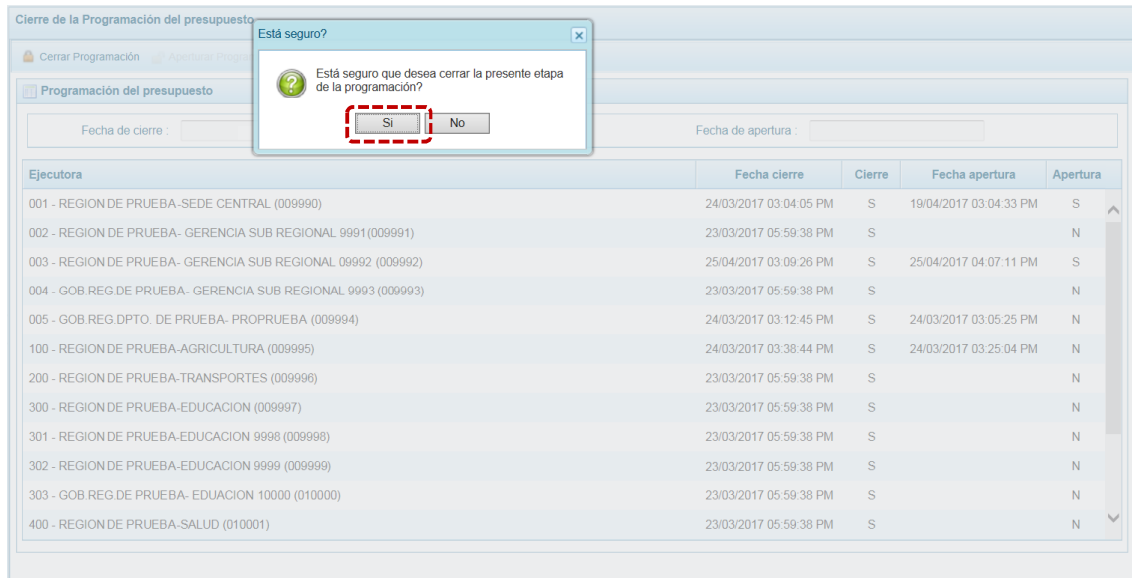 Cierre de la Programación del presupuesto
Está seguro?
Cerrar Programación Aperturar Progra
Está seguro que desea cerrar la presente etapa
de la programación?
Programación del presupuesto
Si No
Fecha de cierre : Fecha de apertura :
Ejecutora Fecha cierre Cierre Fecha apertura Apertura
001 - REGION DE PRUEBA-SEDE CENTRAL (009990) 24/03/2017 03:04:05 PM S 19/04/2017 03:04:33 PM S
002 - REGION DE PRUEBA- GERENCIA SUB REGIONAL 9991(009991) 23/03/2017 05:59:38 PM S N
003 - REGION DE PRUEBA- GERENCIA SUB REGIONAL 09992 (009992) 25/04/2017 03:09:26 PM S 25/04/2017 04:07:11 PM S
004 - GOB.REG.DE PRUEBA- GERENCIA SUB REGIONAL 9993 (009993) 23/03/2017 05:59:38 PM S N
005 - GOB.REG.DPTO. DE PRUEBA- PROPRUEBA (009994) 24/03/2017 03:12:45 PM S 24/03/2017 03:05:25 PM N
100 - REGION DE PRUEBA-AGRICULTURA (009995) 24/03/2017 03:38:44 PM S 24/03/2017 03:25:04 PM N
200 - REGION DE PRUEBA-TRANSPORTES (009996) 23/03/2017 05:59:38 PM S N
300 - REGION DE PRUEBA-EDUCACION (009997) 23/03/2017 05:59:38 PM S N
301 - REGION DE PRUEBA-EDUCACION 9998 (009998) 23/03/2017 05:59:38 PM S N
302 - REGION DE PRUEBA-EDUCACION 9999 (009999) 23/03/2017 05:59:38 PM S N
303 - GOB.REG.DE PRUEBA- EDUACION 10000 (010000) 23/03/2017 05:59:38 PM S N
400 - REGION DE PRUEBA-SALUD (010001) 23/03/2017 05:59:38 PM S N